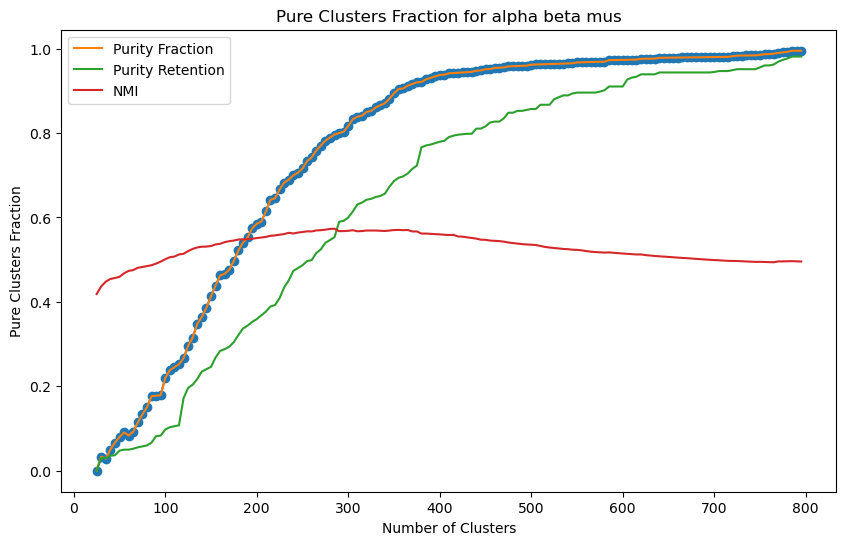 Pure Clusters Fraction for alpha beta mus
Purity Fraction
Purity Retention
NMI
1.0
0.8
0.6
0.4
0.2
0.0
Pure Clusters Fraction
0
100
200
300
400
500
600
700
800
Number of Clusters